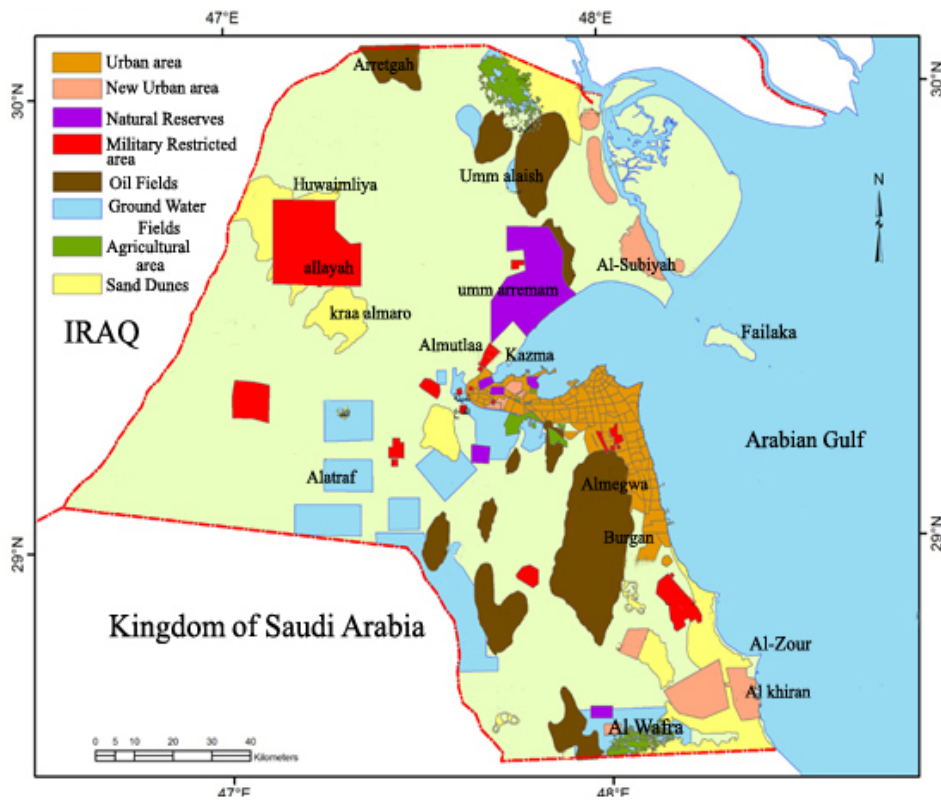 47°E
48°E
30°N
30°N
Urban area
New Urban area
Natural Reserves
Military Restricted
area
Oil Fields
Ground Water
Fields
Agricultural
area
Sand Dunes
Arretgah
Umm alaish
Huwaimliya
allayah
kraa almaro
umm arremam
Al-Subiyah
N
IRAQ
Almutlaa
Kazma
Failaka
Arabian Gulf
Alatraf
Almegwa
Burgan
29°N
29°N
Kingdom of Saudi Arabia
Al-Zour
Al khiran
Al Wafra
0 5 10 20 30 40
Kilometers
47°E
48°E